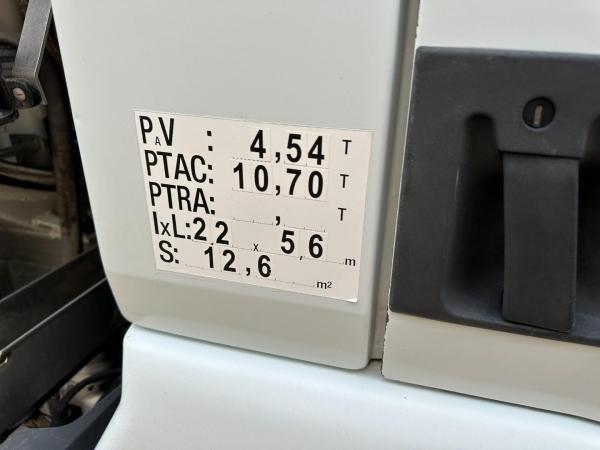 PAV : 4,54 T
PTAC: 10,70 T
PTRA: , T
IxL: 2,2 x 5,6 m
S: 12,6 m²